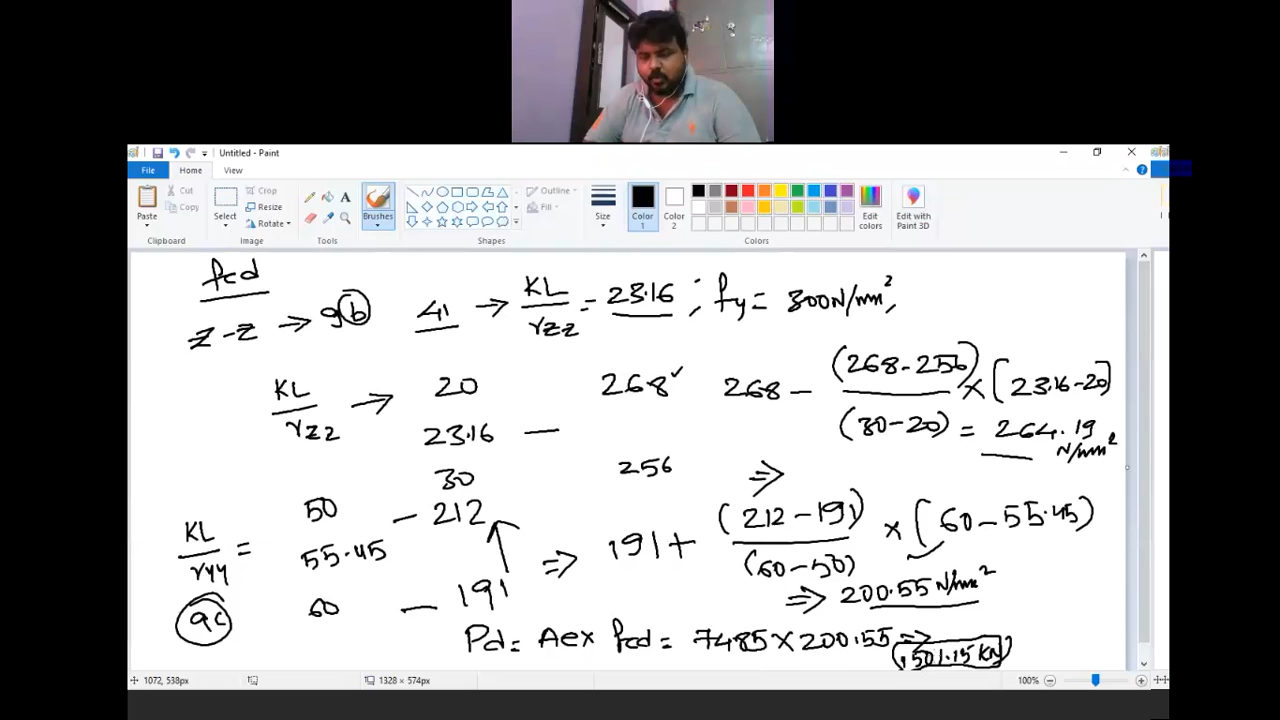 Untitled - Paint
File Home View
Paste
Cut
Copy
Clipboard
Select
Crop
Resize
Rotate
Image
Tools
Brushes
Shapes
Outline
Fill
Size
Color 1
Color 2
Edit colors
Colors
Edit with Paint 3D
fcd
Z-Z → 9(b) 41 → KL/rzz = 23.16 ; fy = 300N/mm²,
KL/rzz → 20 268 ✓ 268 - (268-256)/(30-20) × (23.16-20) = 264.19 N/mm²
23.16 —
30 256 ⇒
KL/ryy = 50 - 212
55.45 ⇒ 191 + (212-191)/(60-50) × (60-55.45)
9c 60 - 191 ⇒ 200.55 N/mm²
Pd = Aex fcd = 7485 × 200.55 ⇒ 1501.15 KN
1072, 538px
1328 × 574px
100%